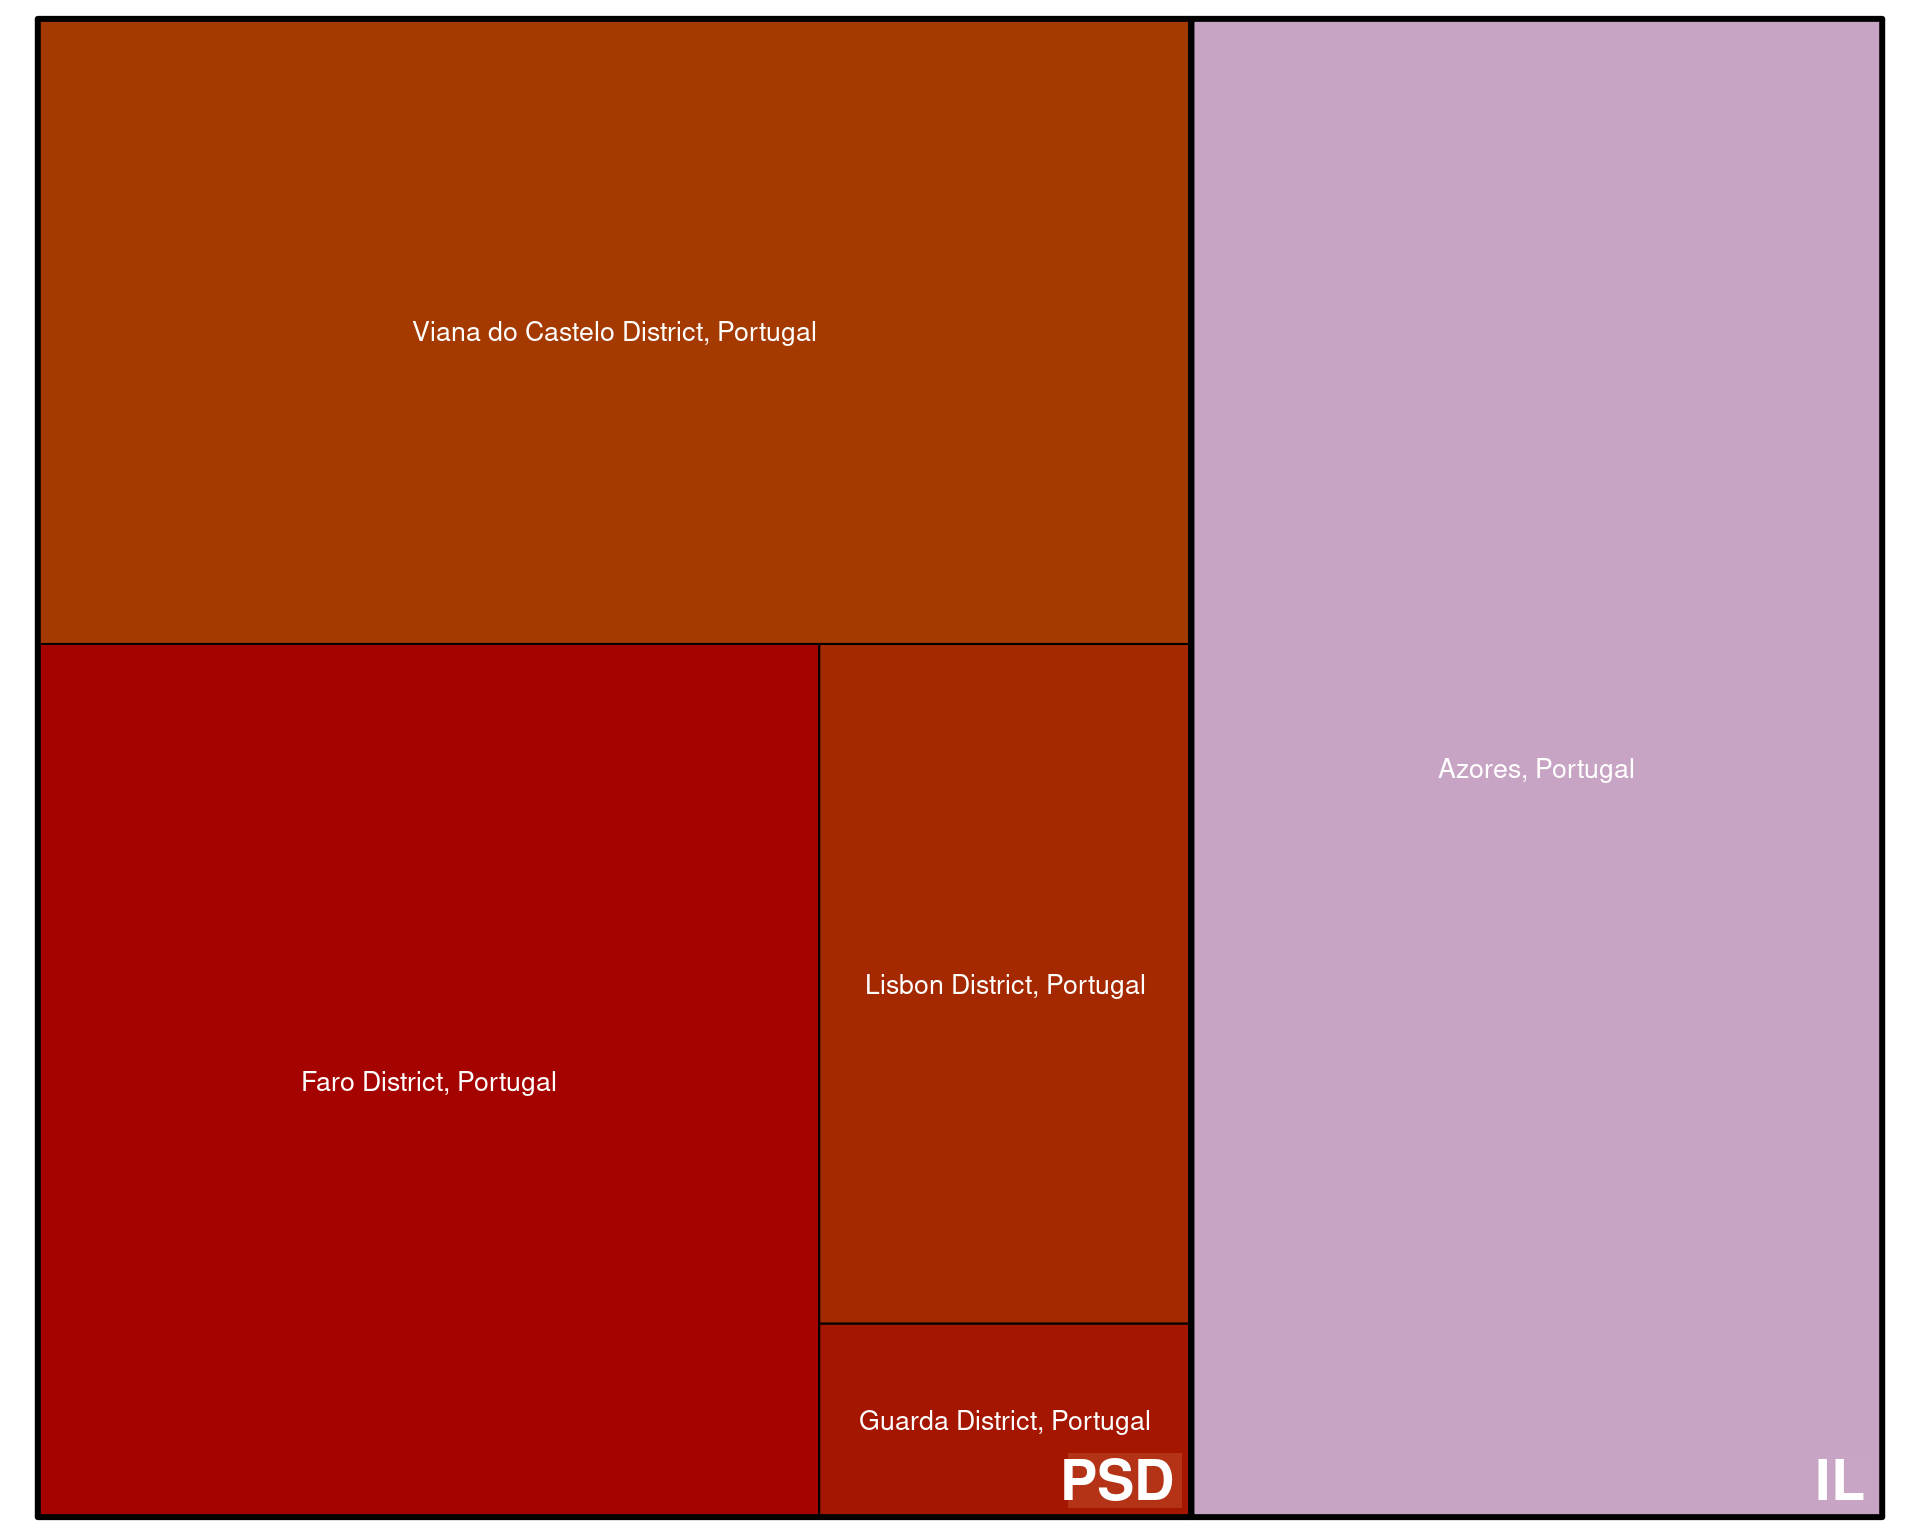 Viana do Castelo District, Portugal
Azores, Portugal
Lisbon District, Portugal
Faro District, Portugal
Guarda District, Portugal
PSD
IL